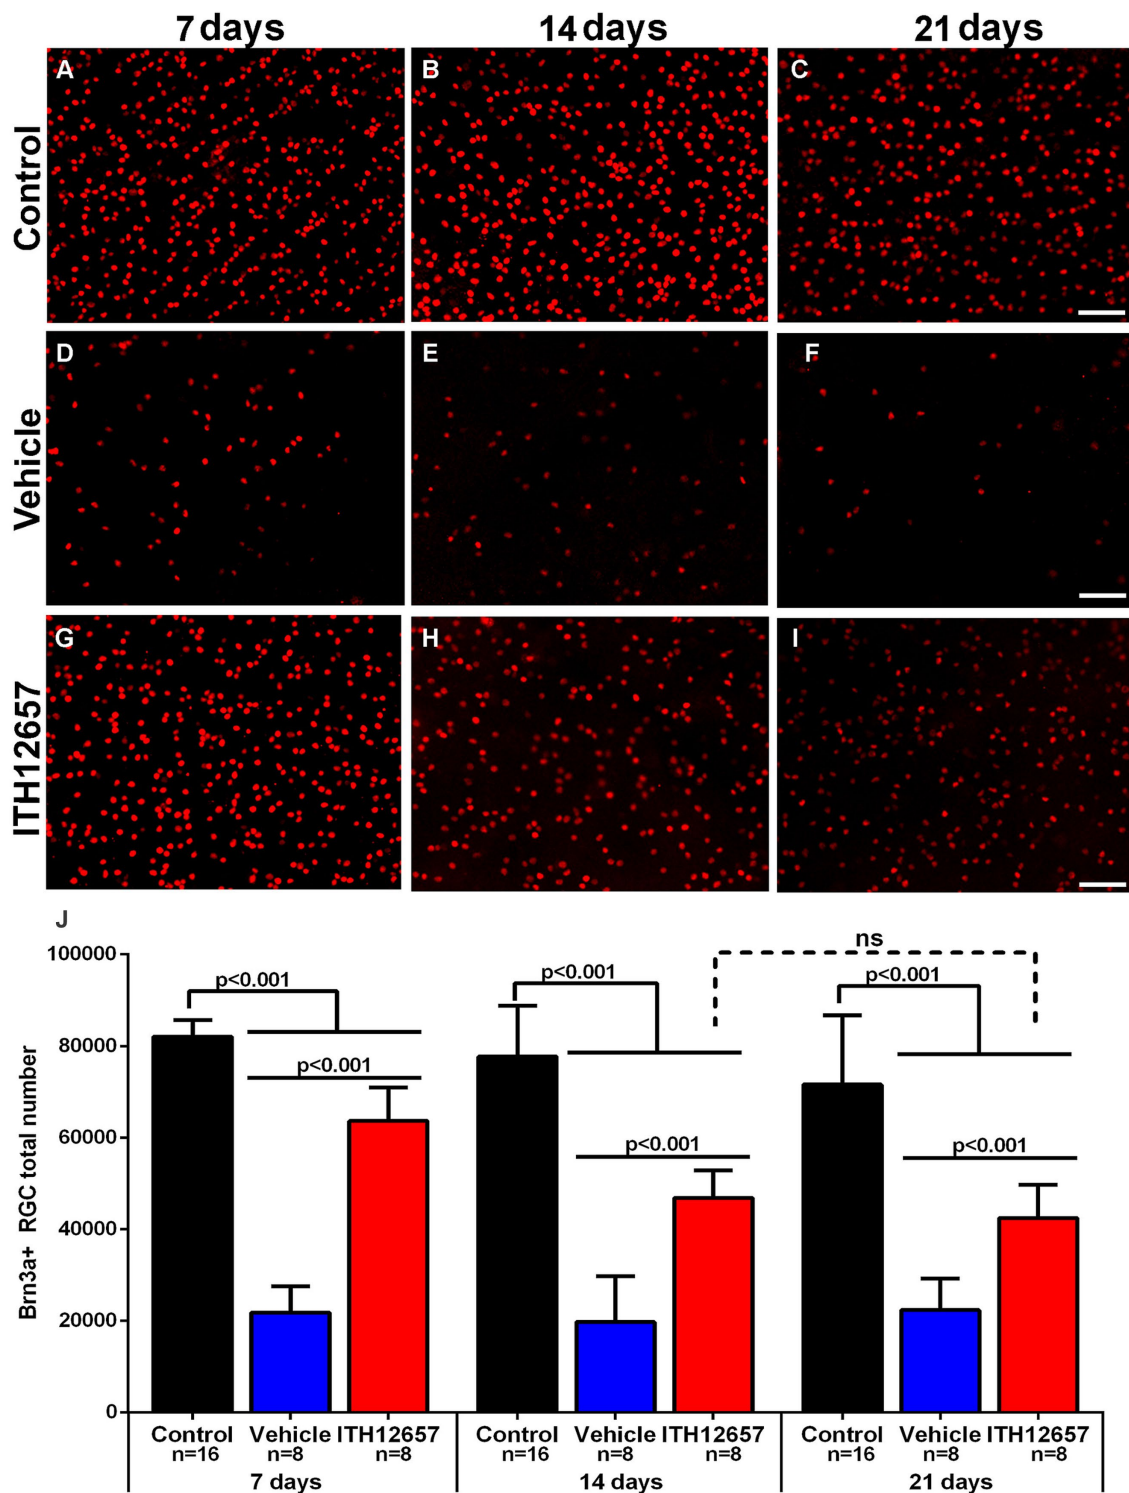 7 days 14 days 21 days
Control
A B C
Vehicle
D E F
ITH12657
G H I
J
Brn3a+ RGC total number
100000
80000
60000
40000
20000
0
ns
p<0.001 p<0.001 p<0.001
p<0.001 p<0.001 p<0.001
Control Vehicle ITH12657 Control Vehicle ITH12657 Control Vehicle ITH12657
n=16 n=8 n=8 n=16 n=8 n=8 n=16 n=8 n=8
7 days 14 days 21 days